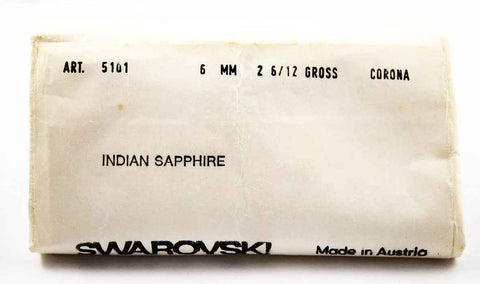 ART. 5101 6 MM 2 6/12 GROSS CORONA
INDIAN SAPPHIRE
SWAROVSKI Made in Austria